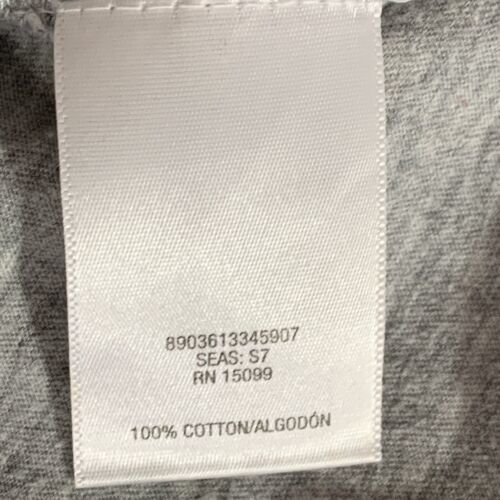 8903613345907
SEAS: S7
RN 15099
100% COTTON/ALGODÓN